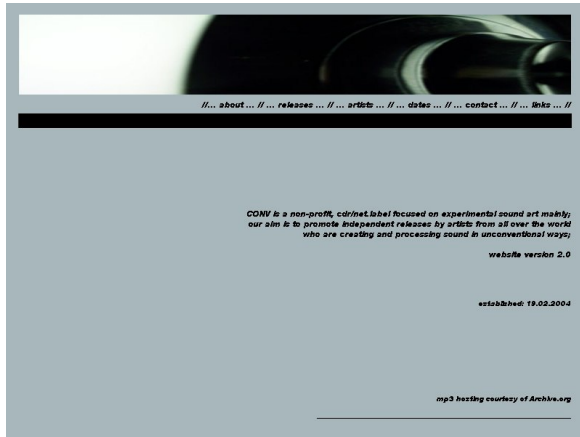 //... about ... // ... releases ... // ... artists ... // ... dates ... // ... contact ... // ... links ... //
CONV is a non-profit, cdr/net.label focused on experimental sound art mainly;
our aim is to promote independent releases by artists from all over the world
who are creating and processing sound in unconventional ways;
website version 2.0
established: 19.02.2004
mp3 hosting courtesy of Archive.org